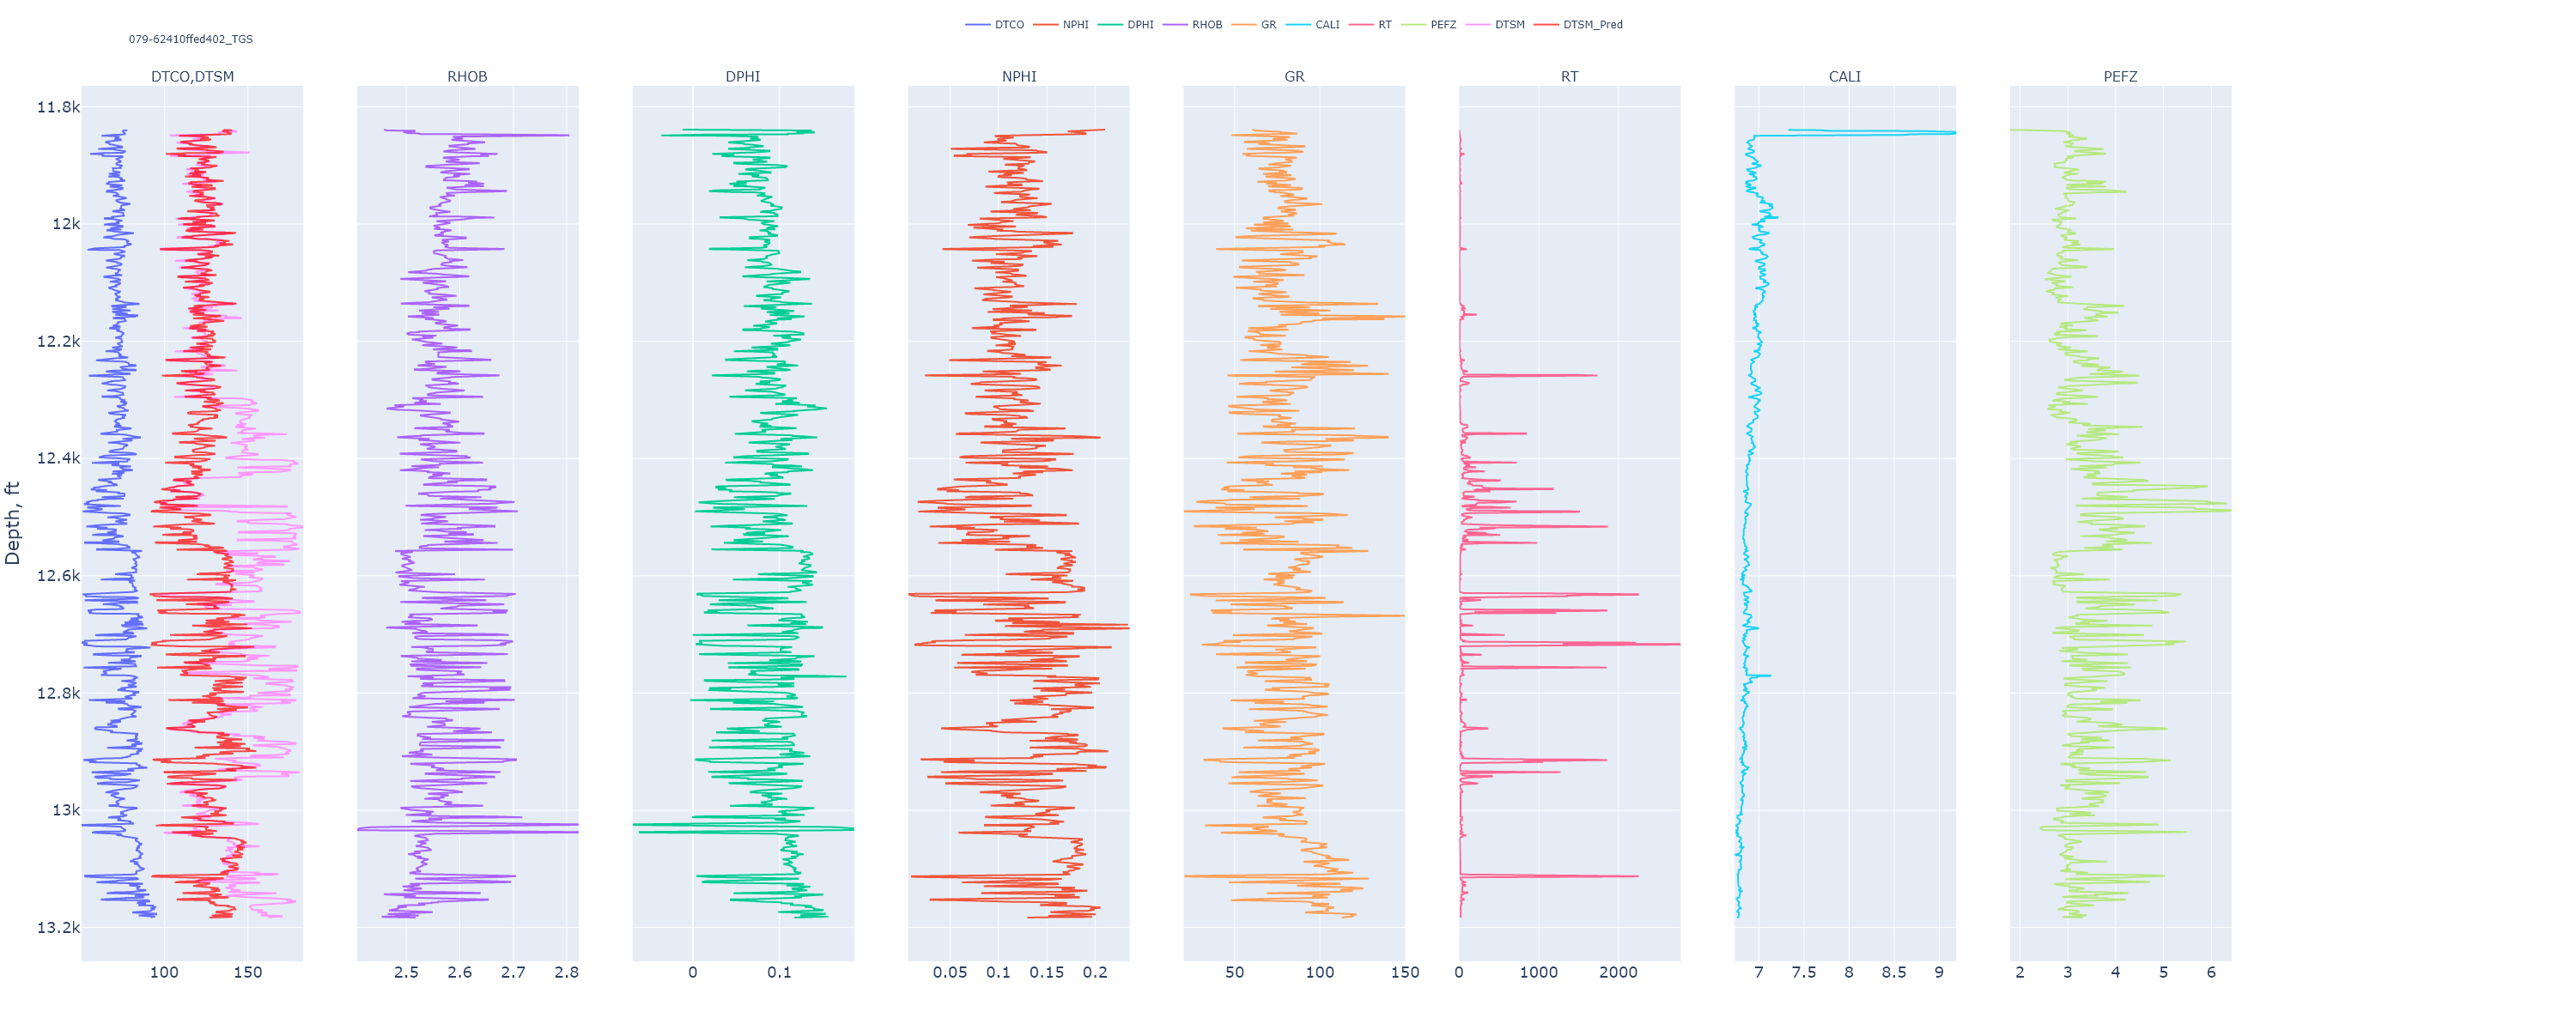 DTCO NPHI DPHI RHOB GR CALI RT PEFZ DTSM DTSM_Pred
079-62410ffed402_TGS
DTCO,DTSM RHOB DPHI NPHI GR RT CALI PEFZ
Depth, ft
11.8k
12k
12.2k
12.4k
12.6k
12.8k
13k
13.2k
100 150 2.5 2.6 2.7 2.8 0 0.1 0.05 0.1 0.15 0.2 50 100 150 0 1000 2000 7 7.5 8 8.5 9 2 3 4 5 6